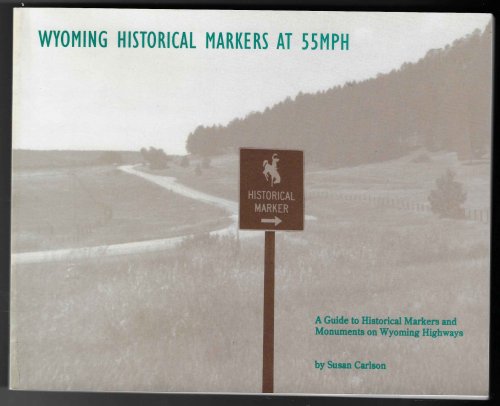 WYOMING HISTORICAL MARKERS AT 55MPH
HISTORICAL
MARKER
A Guide to Historical Markers and
Monuments on Wyoming Highways
by Susan Carlson